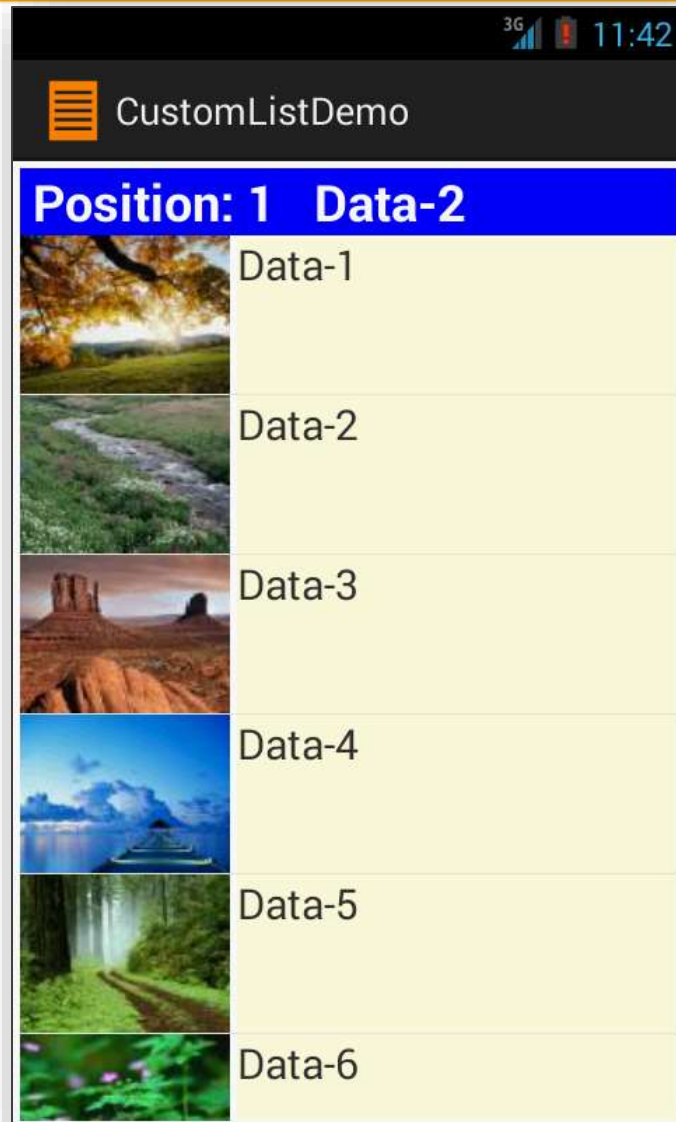 3G 11:42
CustomListDemo
Position: 1 Data-2
Data-1
Data-2
Data-3
Data-4
Data-5
Data-6